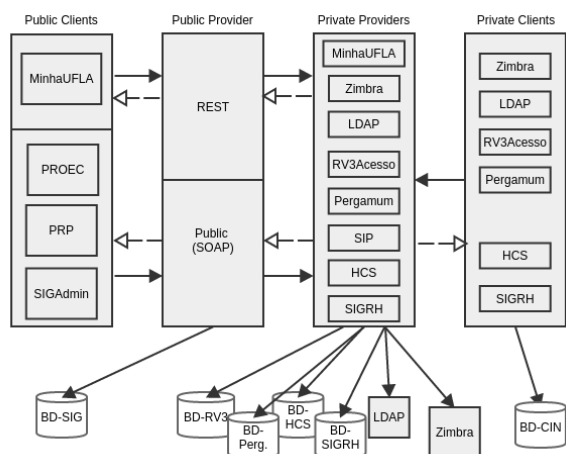 Public Clients
Public Provider
Private Providers
Private Clients
MinhaUFLA
PROEC
PRP
SIGAdmin
REST
Public
(SOAP)
MinhaUFLA
Zimbra
LDAP
RV3Acesso
Pergamum
SIP
HCS
SIGRH
Zimbra
LDAP
RV3Acesso
Pergamum
HCS
SIGRH
BD-SIG
BD-RV3
BD-
Perg.
BD-
HCS
BD-
SIGRH
LDAP
Zimbra
BD-CIN